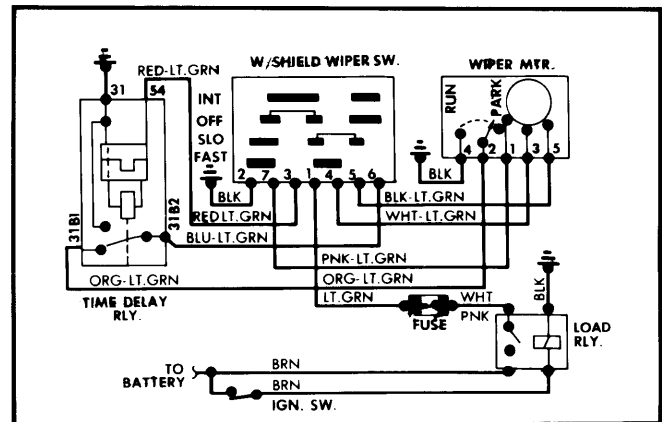 W/SHIELD WIPER SW.
WIPER MTR.
RED-LT.GRN
31
54
INT
OFF
SLO
FAST
RUN
PARK
2 7 3 1 4 5 6
4 2 1 3 5
BLK
BLK
31B1
31B2
BLK-LT.GRN
RED LT.GRN
WHT-LT.GRN
BLU-LT.GRN
PNK-LT.GRN
ORG-LT.GRN
ORG-LT.GRN
LT.GRN
WHT
PNK
BLK
TIME DELAY
RLY.
FUSE
LOAD
RLY.
TO
BATTERY
BRN
BRN
IGN. SW.